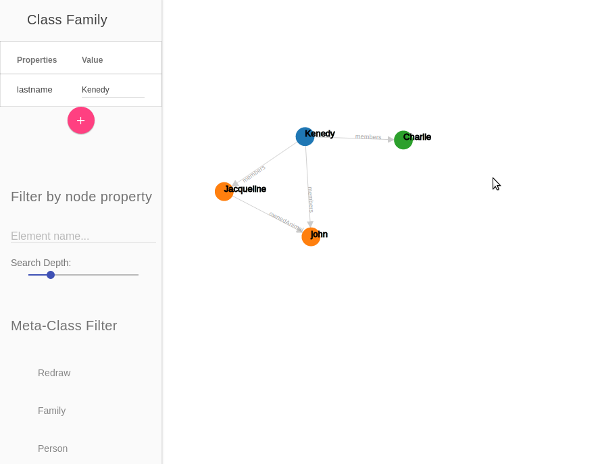 Class Family
Properties Value
lastname Kenedy
+
Filter by node property
Element name...
Search Depth:
Meta-Class Filter
Redraw
Family
Person
Kenedy
members
Charlie
members
Jacqueline
members
john